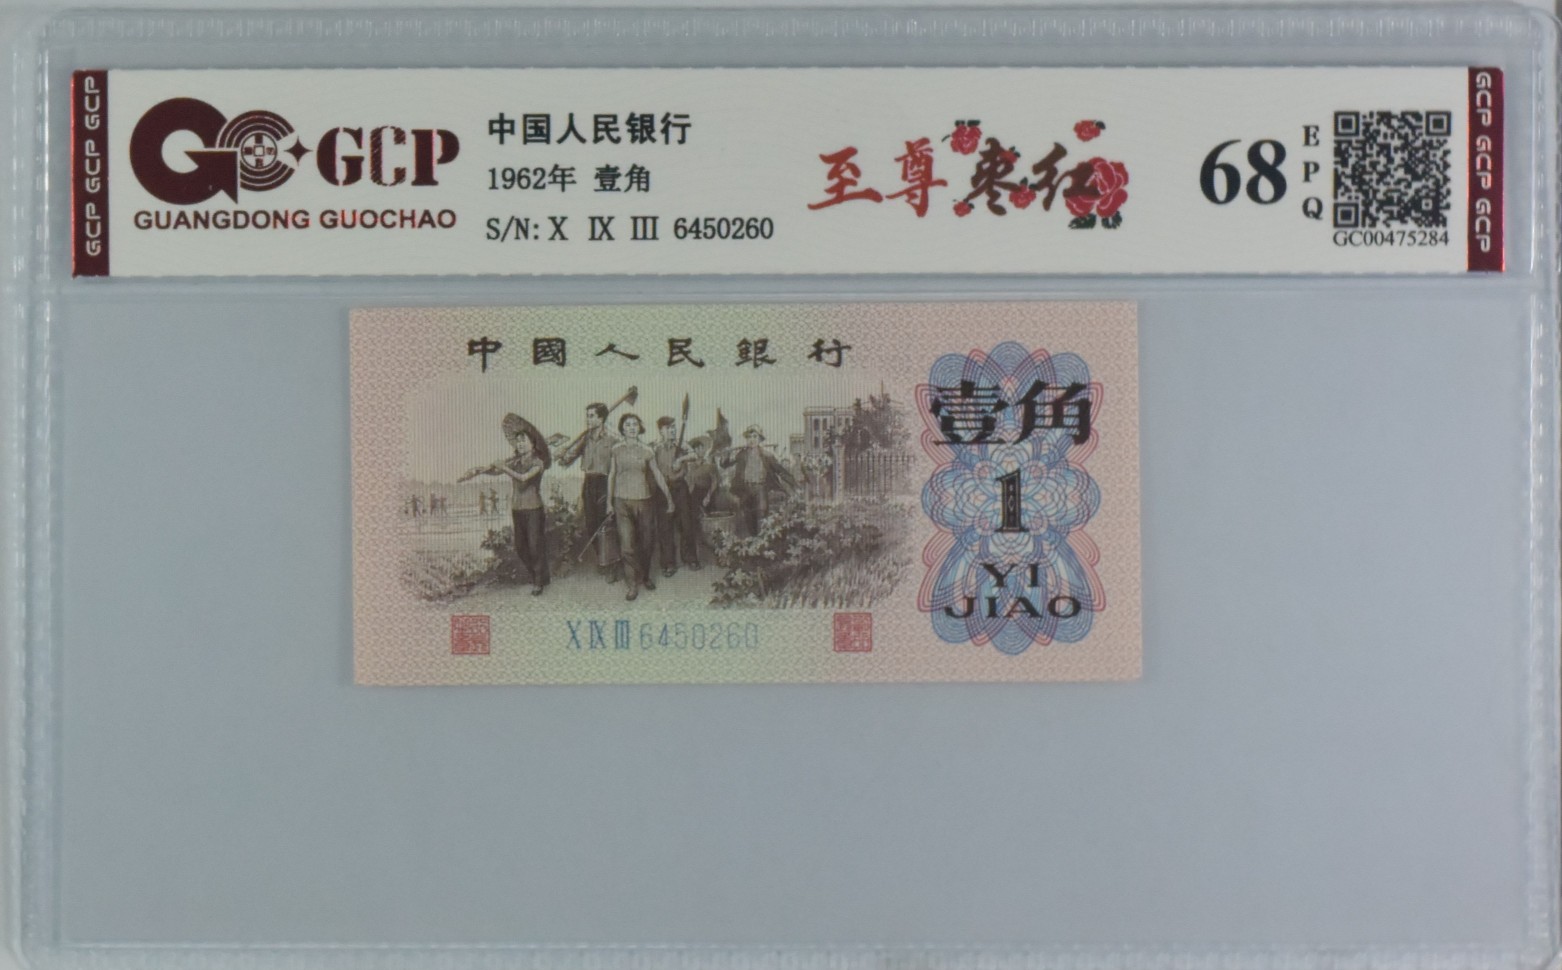 GCP GCP GCP
GCP
GUANGDONG GUOCHAO
中国人民银行
1962年 壹角
S/N: X IX III 6450260
至尊枣红
68
EPQ
GC00475284
GCP GCP GCP
中國人民銀行
壹角
1
YI
JIAO
X IX III 6450260